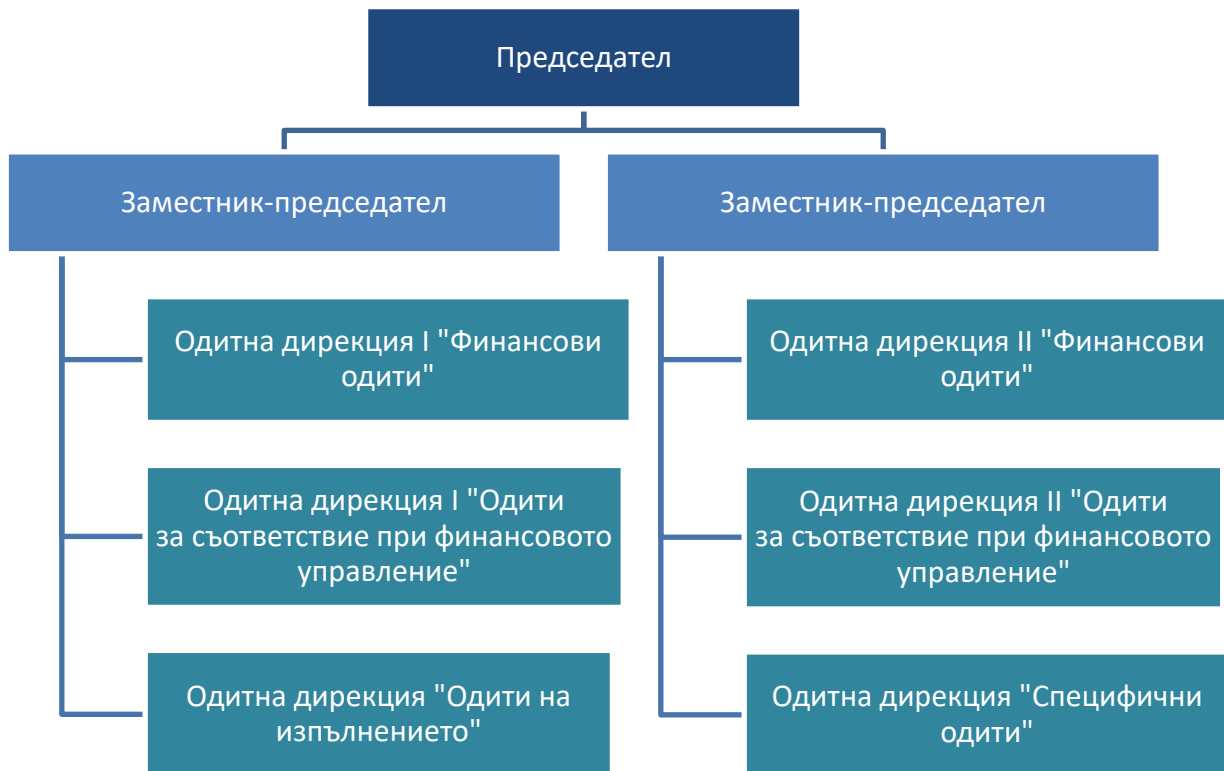 Председател
Заместник-председател
Одитна дирекция I "Финансови
одити"
Одитна дирекция I "Одити
за съответствие при финансовото
управление"
Одитна дирекция "Одити на
изпълнението"
Заместник-председател
Одитна дирекция II "Финансови
одити"
Одитна дирекция II "Одити
за съответствие при финансовото
управление"
Одитна дирекция "Специфични
одити"